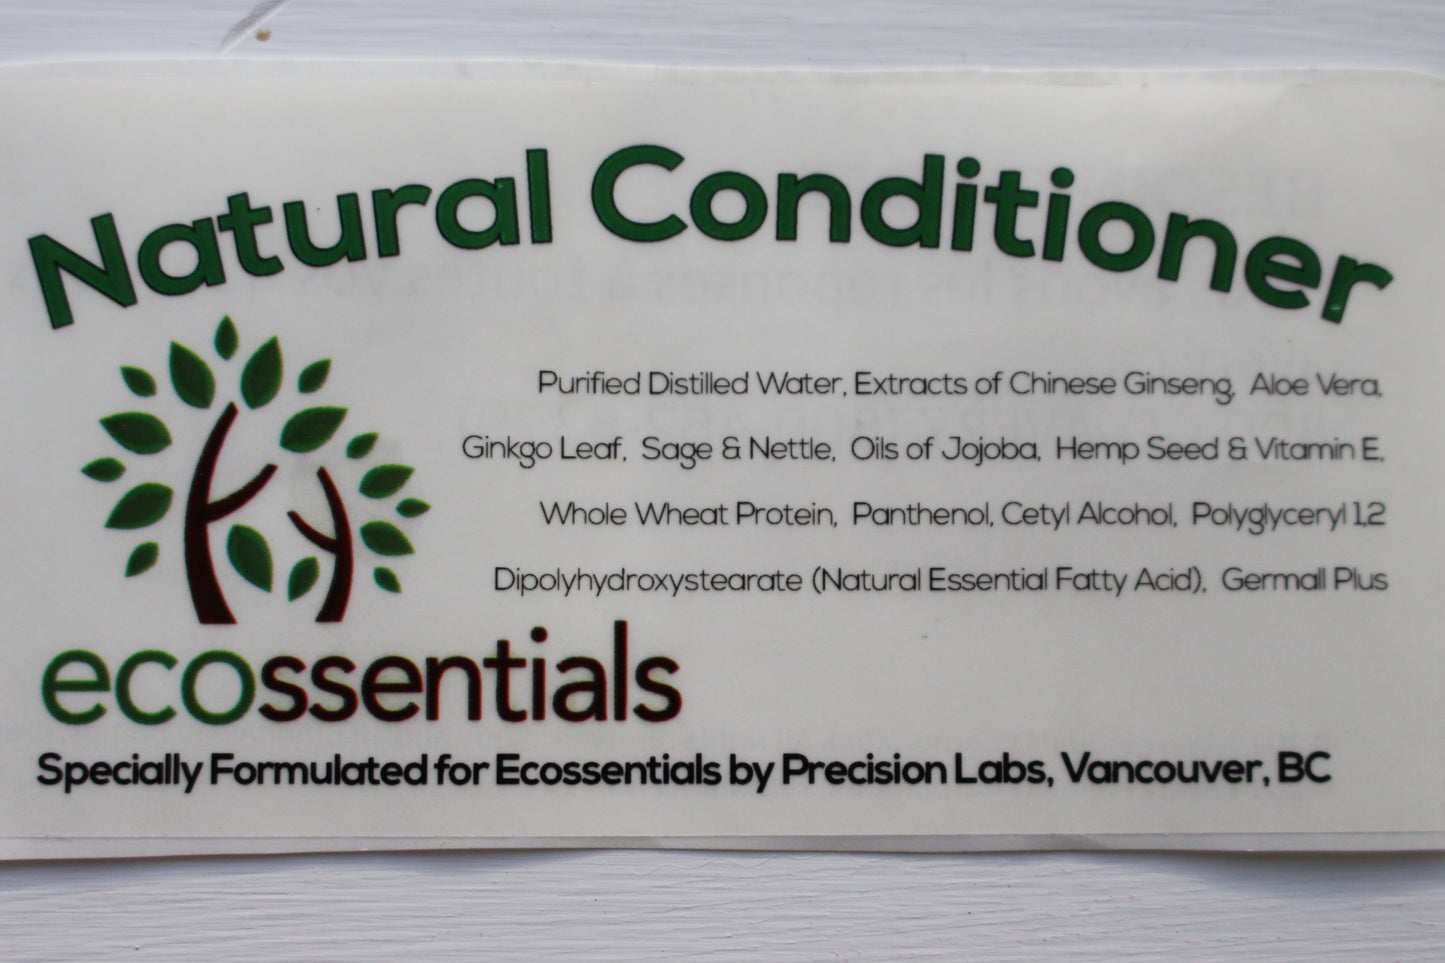 Natural Conditioner
Purified Distilled Water, Extracts of Chinese Ginseng, Aloe Vera,
Ginkgo Leaf, Sage & Nettle, Oils of Jojoba, Hemp Seed & Vitamin E,
Whole Wheat Protein, Panthenol, Cetyl Alcohol, Polyglyceryl 1,2
Dipolyhydroxystearate (Natural Essential Fatty Acid), Germall Plus
ecossentials
Specially Formulated for Ecossentials by Precision Labs, Vancouver, BC